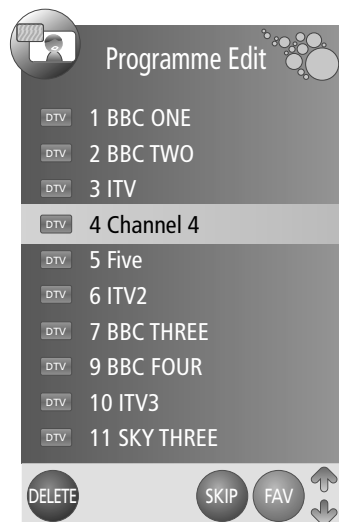 Programme Edit
DTV 1 BBC ONE
DTV 2 BBC TWO
DTV 3 ITV
DTV 4 Channel 4
DTV 5 Five
DTV 6 ITV2
DTV 7 BBC THREE
DTV 9 BBC FOUR
DTV 10 ITV3
DTV 11 SKY THREE
DELETE SKIP FAV